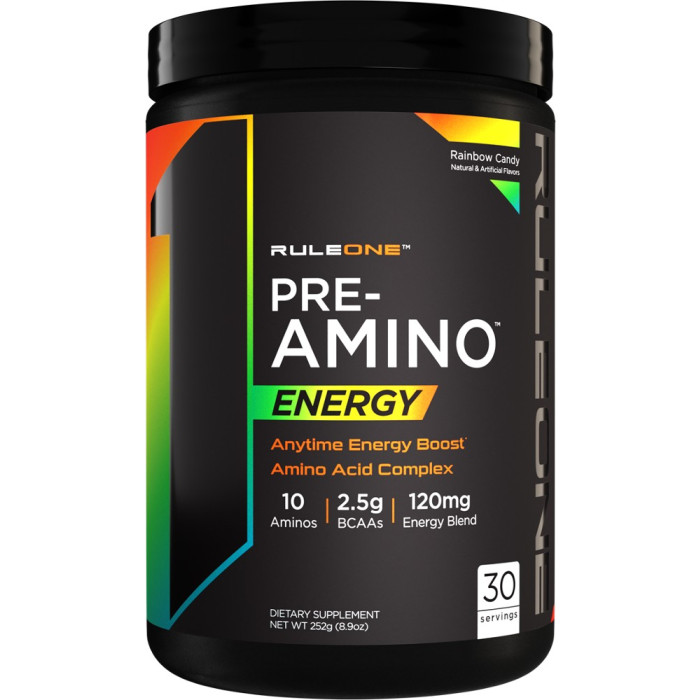 Rainbow Candy
Natural & Artificial Flavors
RULEONE™
PRE-
AMINO™
ENERGY
Anytime Energy Boost*
Amino Acid Complex
10 Aminos | 2.5g BCAAs | 120mg Energy Blend
DIETARY SUPPLEMENT
NET WT 252g (8.9oz)
30
servings
RULEONE